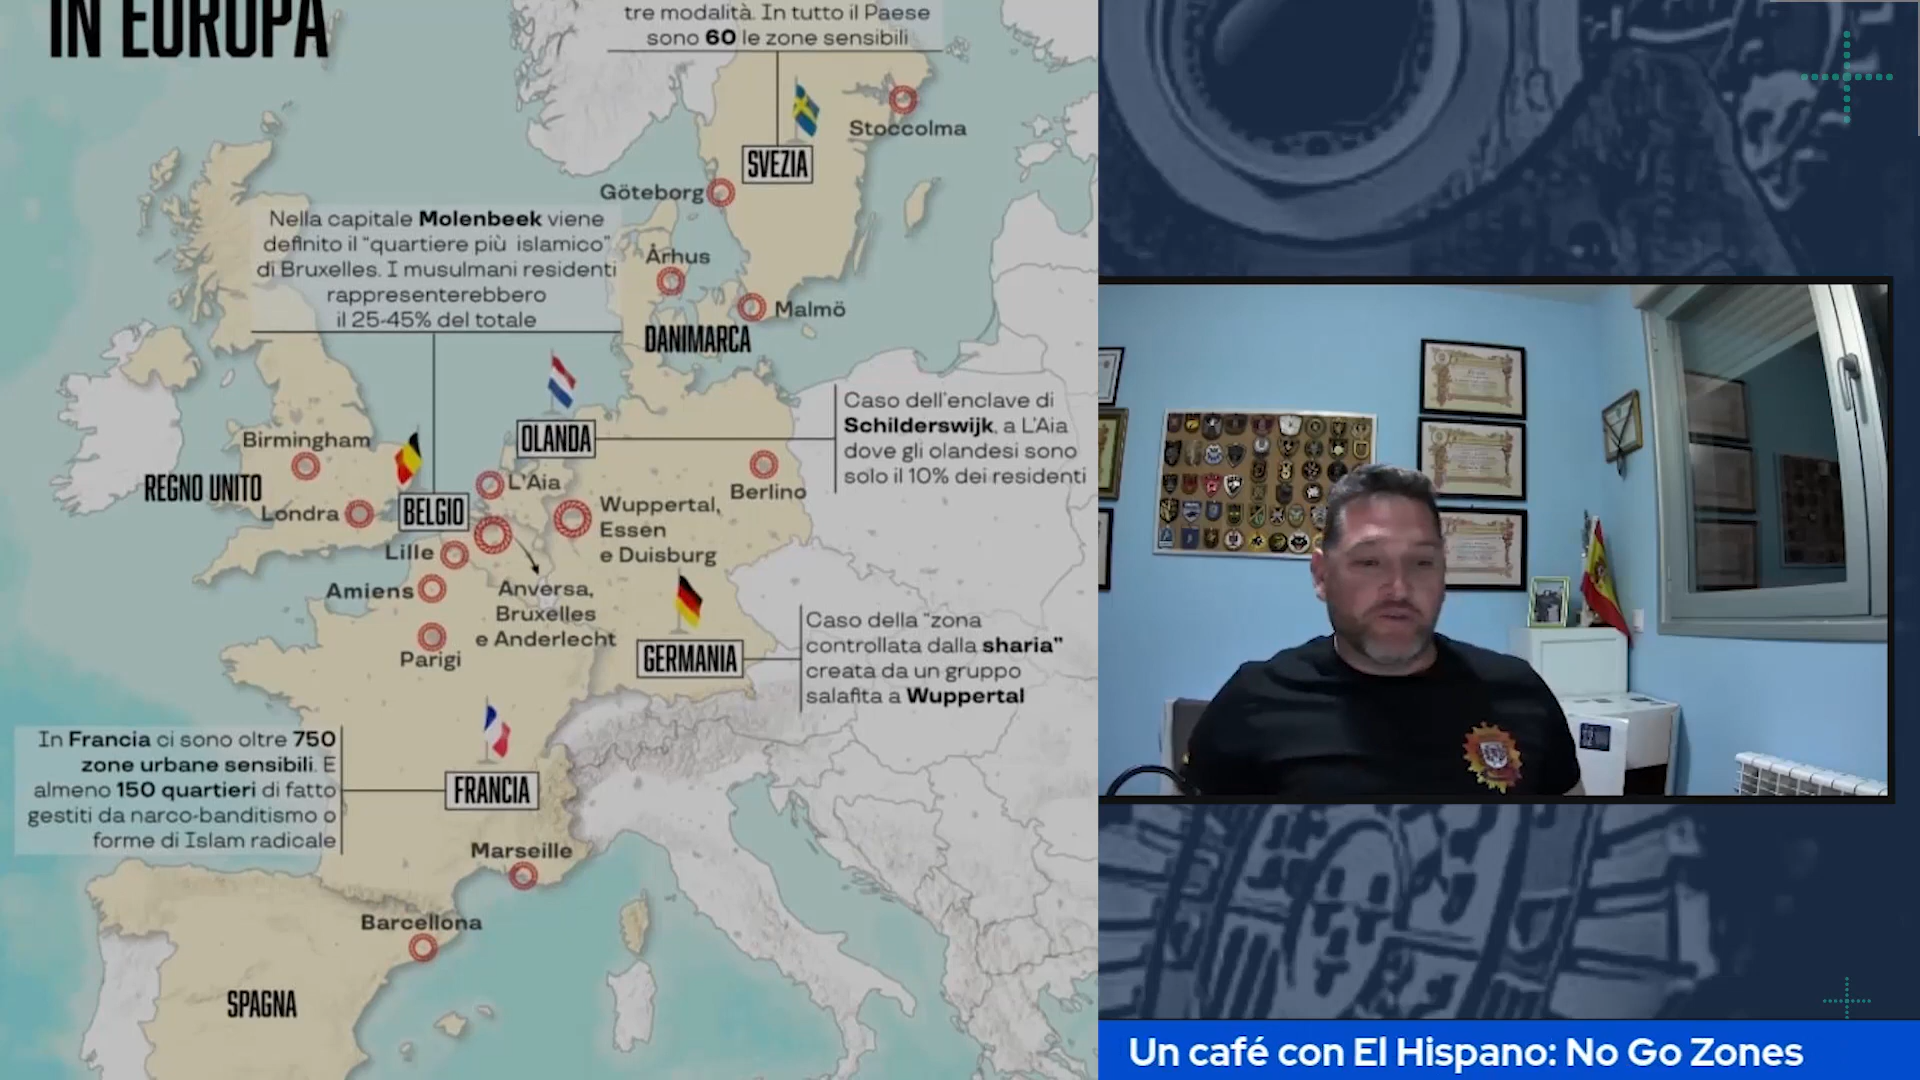 IN EUROPA
tre modalità. In tutto il Paese
sono 60 le zone sensibili
Stoccolma
SVEZIA
Göteborg
Nella capitale Molenbeek viene
definito il "quartiere più islamico"
di Bruxelles. I musulmani residenti
rappresenterebbero
il 25-45% del totale
Århus
Malmö
DANIMARCA
Caso dell'enclave di
Schilderswijk, a L'Aia
dove gli olandesi sono
solo il 10% dei residenti
OLANDA
Birmingham
REGNO UNITO
Londra
BELGIO
L'Aia
Berlino
Wuppertal,
Essen
e Duisburg
Lille
Amiens
Anversa,
Bruxelles
e Anderlecht
Parigi
GERMANIA
Caso della "zona
controllata dalla sharia"
creata da un gruppo
salafita a Wuppertal
In Francia ci sono oltre 750
zone urbane sensibili. E
almeno 150 quartieri di fatto
gestiti da narco-banditismo o
forme di Islam radicale
FRANCIA
Marseille
Barcellona
SPAGNA
Un café con El Hispano: No Go Zones